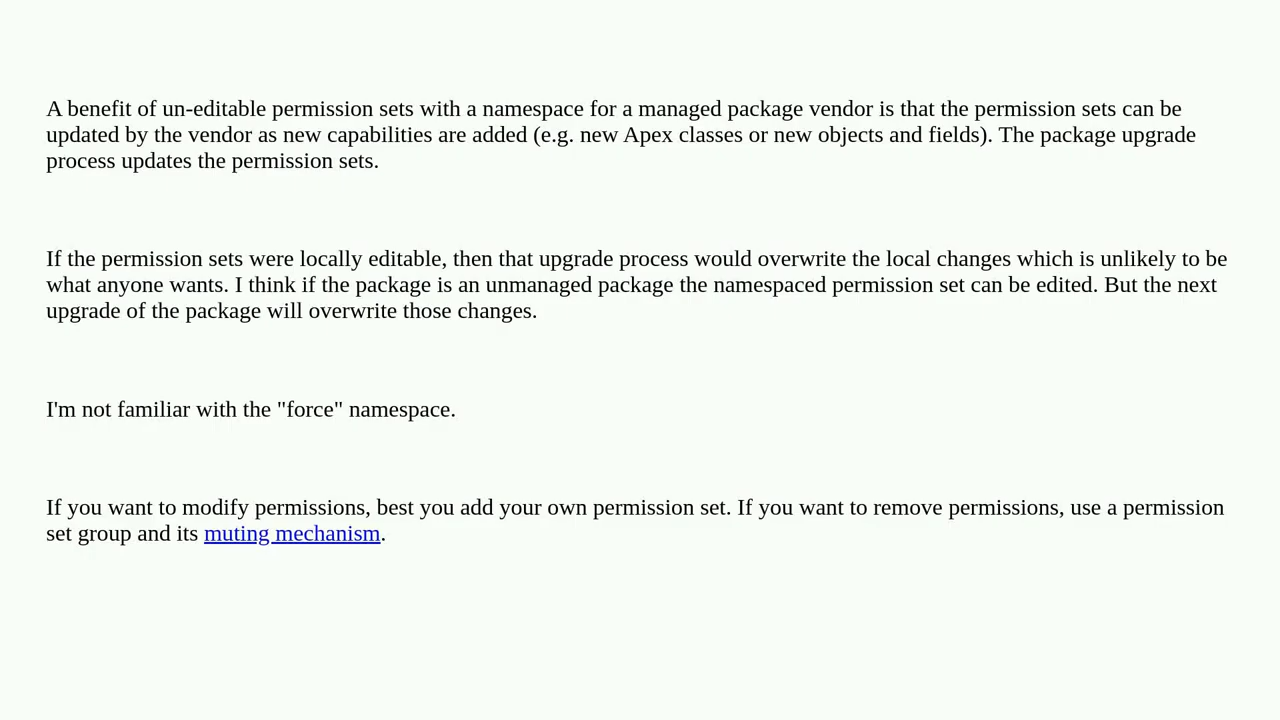 A benefit of un-editable permission sets with a namespace for a managed package vendor is that the permission sets can be
updated by the vendor as new capabilities are added (e.g. new Apex classes or new objects and fields). The package upgrade
process updates the permission sets.
If the permission sets were locally editable, then that upgrade process would overwrite the local changes which is unlikely to be
what anyone wants. I think if the package is an unmanaged package the namespaced permission set can be edited. But the next
upgrade of the package will overwrite those changes.
I'm not familiar with the "force" namespace.
If you want to modify permissions, best you add your own permission set. If you want to remove permissions, use a permission
set group and its muting mechanism.